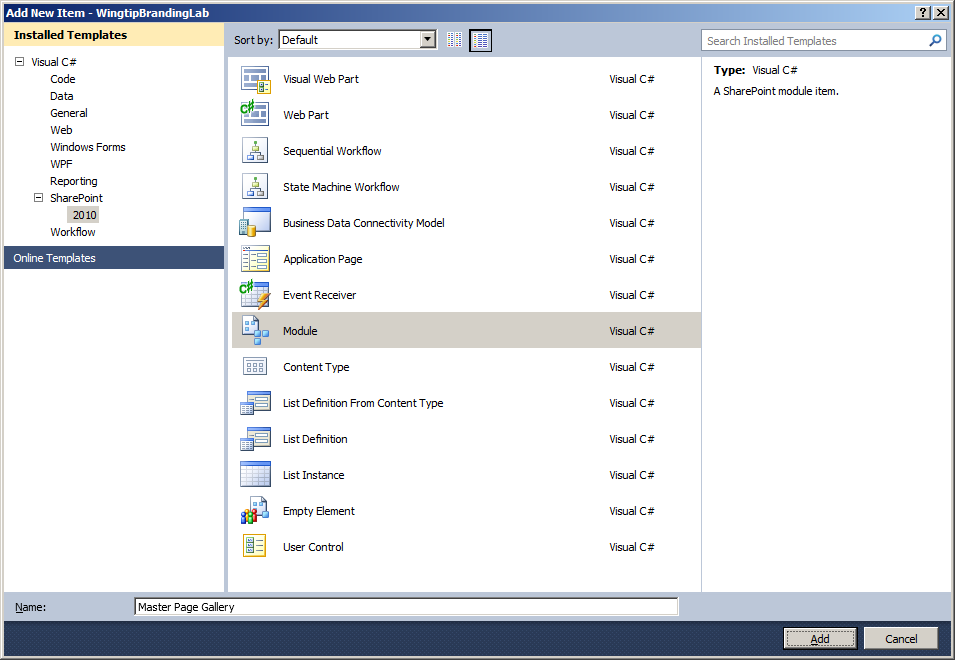 Add New Item - WingtipBrandingLab
Installed Templates
Visual C#
Code
Data
General
Web
Windows Forms
WPF
Reporting
SharePoint
2010
Workflow
Online Templates
Sort by: Default
Search Installed Templates
Visual Web Part Visual C#
Web Part Visual C#
Sequential Workflow Visual C#
State Machine Workflow Visual C#
Business Data Connectivity Model Visual C#
Application Page Visual C#
Event Receiver Visual C#
Module Visual C#
Content Type Visual C#
List Definition From Content Type Visual C#
List Definition Visual C#
List Instance Visual C#
Empty Element Visual C#
User Control Visual C#
Type: Visual C#
A SharePoint module item.
Name: Master Page Gallery
Add Cancel